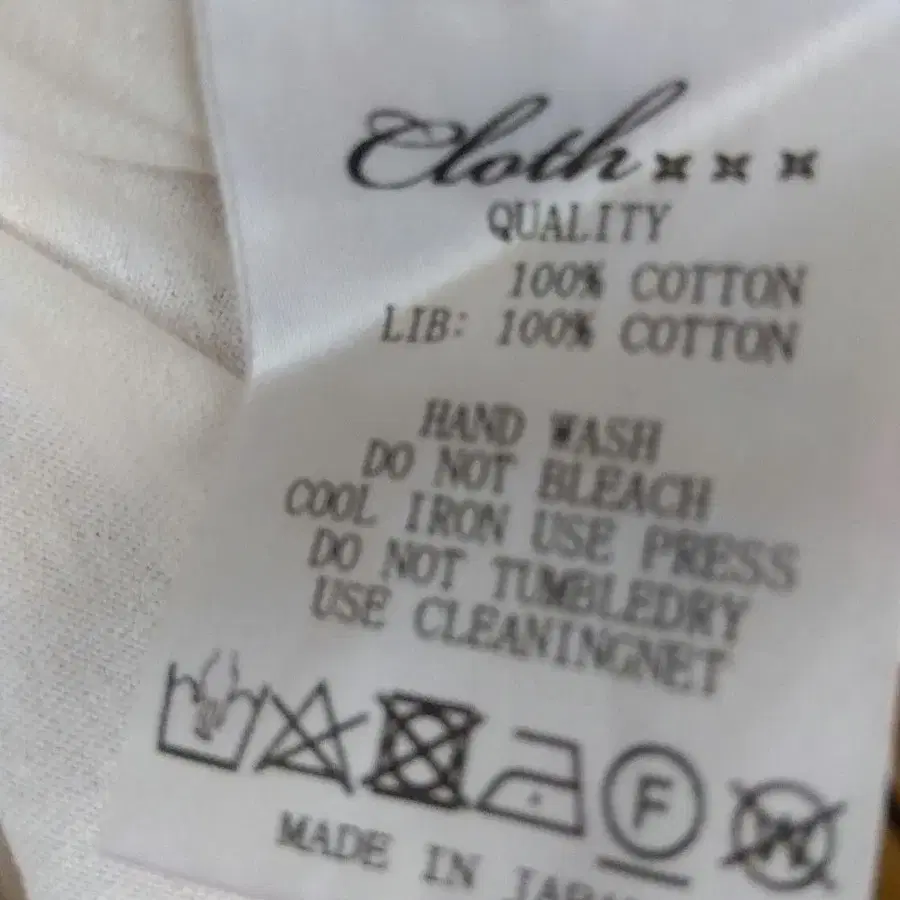 Cloth×××
QUALITY
100% COTTON
LIB: 100% COTTON
HAND WASH
DO NOT BLEACH
COOL IRON USE PRESS
DO NOT TUMBLEDRY
USE CLEANINGNET
F
W
MADE IN JAPAN